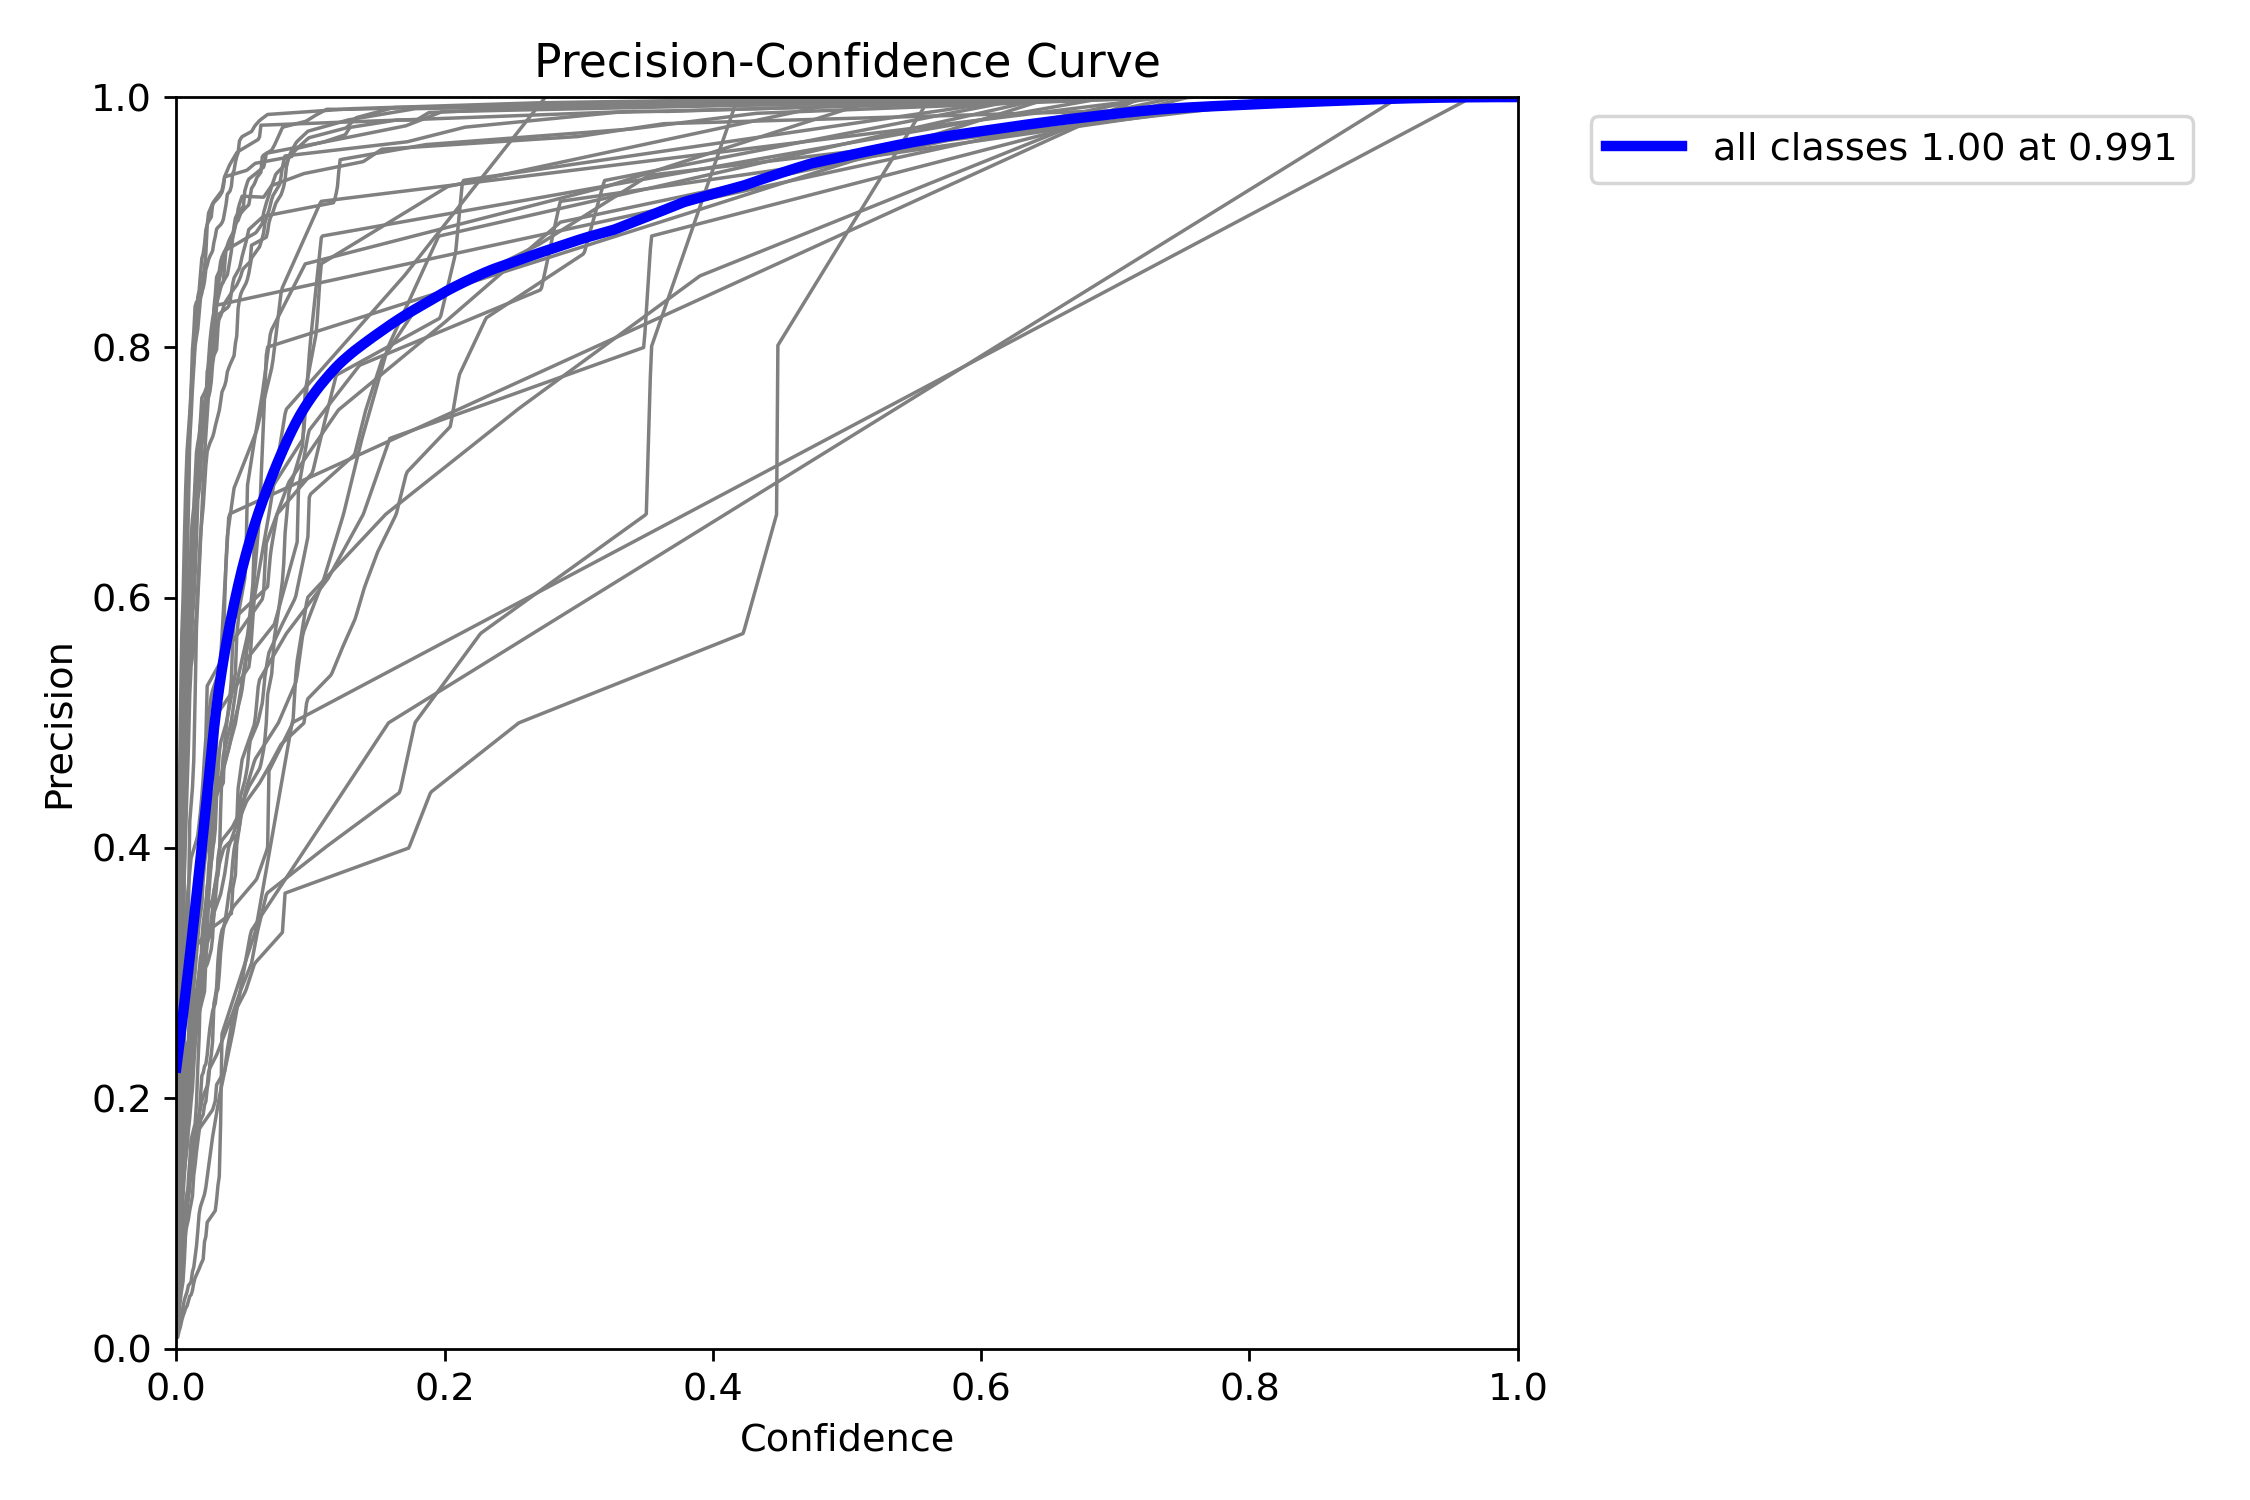 Precision-Confidence Curve
1.0
0.8
0.6
0.4
0.2
0.0
Precision
0.0 0.2 0.4 0.6 0.8 1.0
Confidence
all classes 1.00 at 0.991